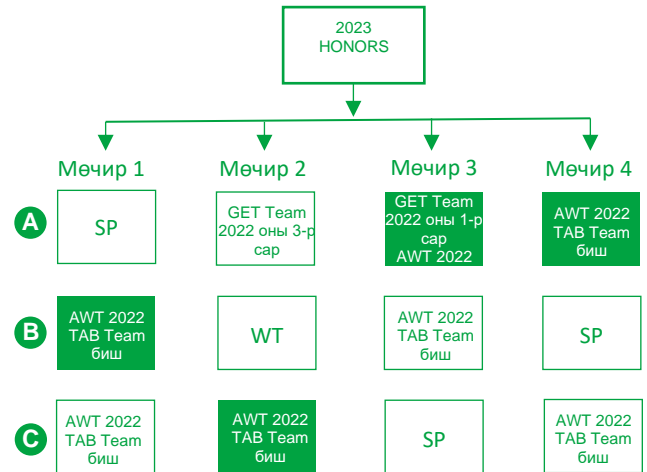 2023
HONORS
Мөчир 1
Мөчир 2
Мөчир 3
Мөчир 4
A
SP
GET Team
2022 оны 3-р
сар
GET Team
2022 оны 1-р
сар
AWT 2022
AWT 2022
TAB Team
биш
B
AWT 2022
TAB Team
биш
WT
AWT 2022
TAB Team
биш
SP
C
AWT 2022
TAB Team
биш
AWT 2022
TAB Team
биш
SP
AWT 2022
TAB Team
биш